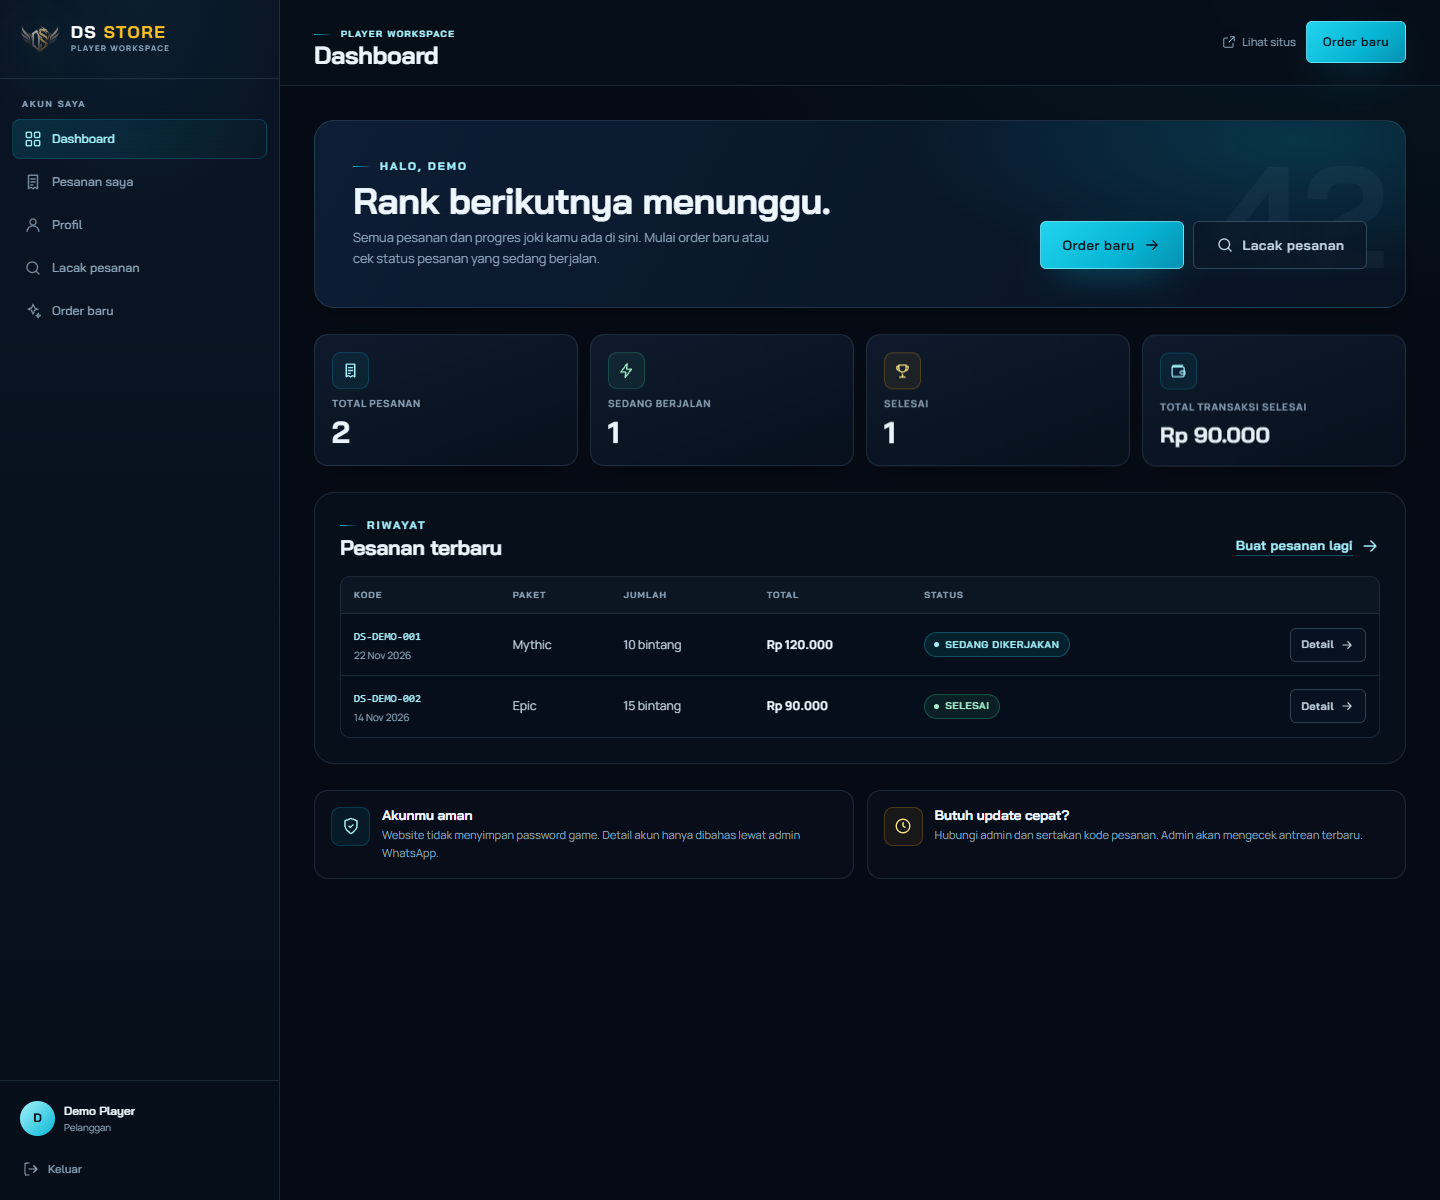 DS STORE
PLAYER WORKSPACE
AKUN SAYA
Dashboard
Pesanan saya
Profil
Lacak pesanan
Order baru
Demo Player
D
Pelanggan
Keluar
PLAYER WORKSPACE
Dashboard
Lihat situs
Order baru
HALO, DEMO
Rank berikutnya menunggu.
Semua pesanan dan progres joki kamu ada di sini. Mulai order baru atau
cek status pesanan yang sedang berjalan.
42
Order baru
Lacak pesanan
TOTAL PESANAN
2
SEDANG BERJALAN
1
SELESAI
1
TOTAL TRANSAKSI SELESAI
Rp 90.000
RIWAYAT
Pesanan terbaru
Buat pesanan lagi
KODE PAKET JUMLAH TOTAL STATUS
DS-DEMO-001
22 Nov 2026
Mythic 10 bintang Rp 120.000 SEDANG DIKERJAKAN Detail
DS-DEMO-002
14 Nov 2026
Epic 15 bintang Rp 90.000 SELESAI Detail
Akunmu aman
Website tidak menyimpan password game. Detail akun hanya dibahas lewat admin
WhatsApp.
Butuh update cepat?
Hubungi admin dan sertakan kode pesanan. Admin akan mengecek antrean terbaru.